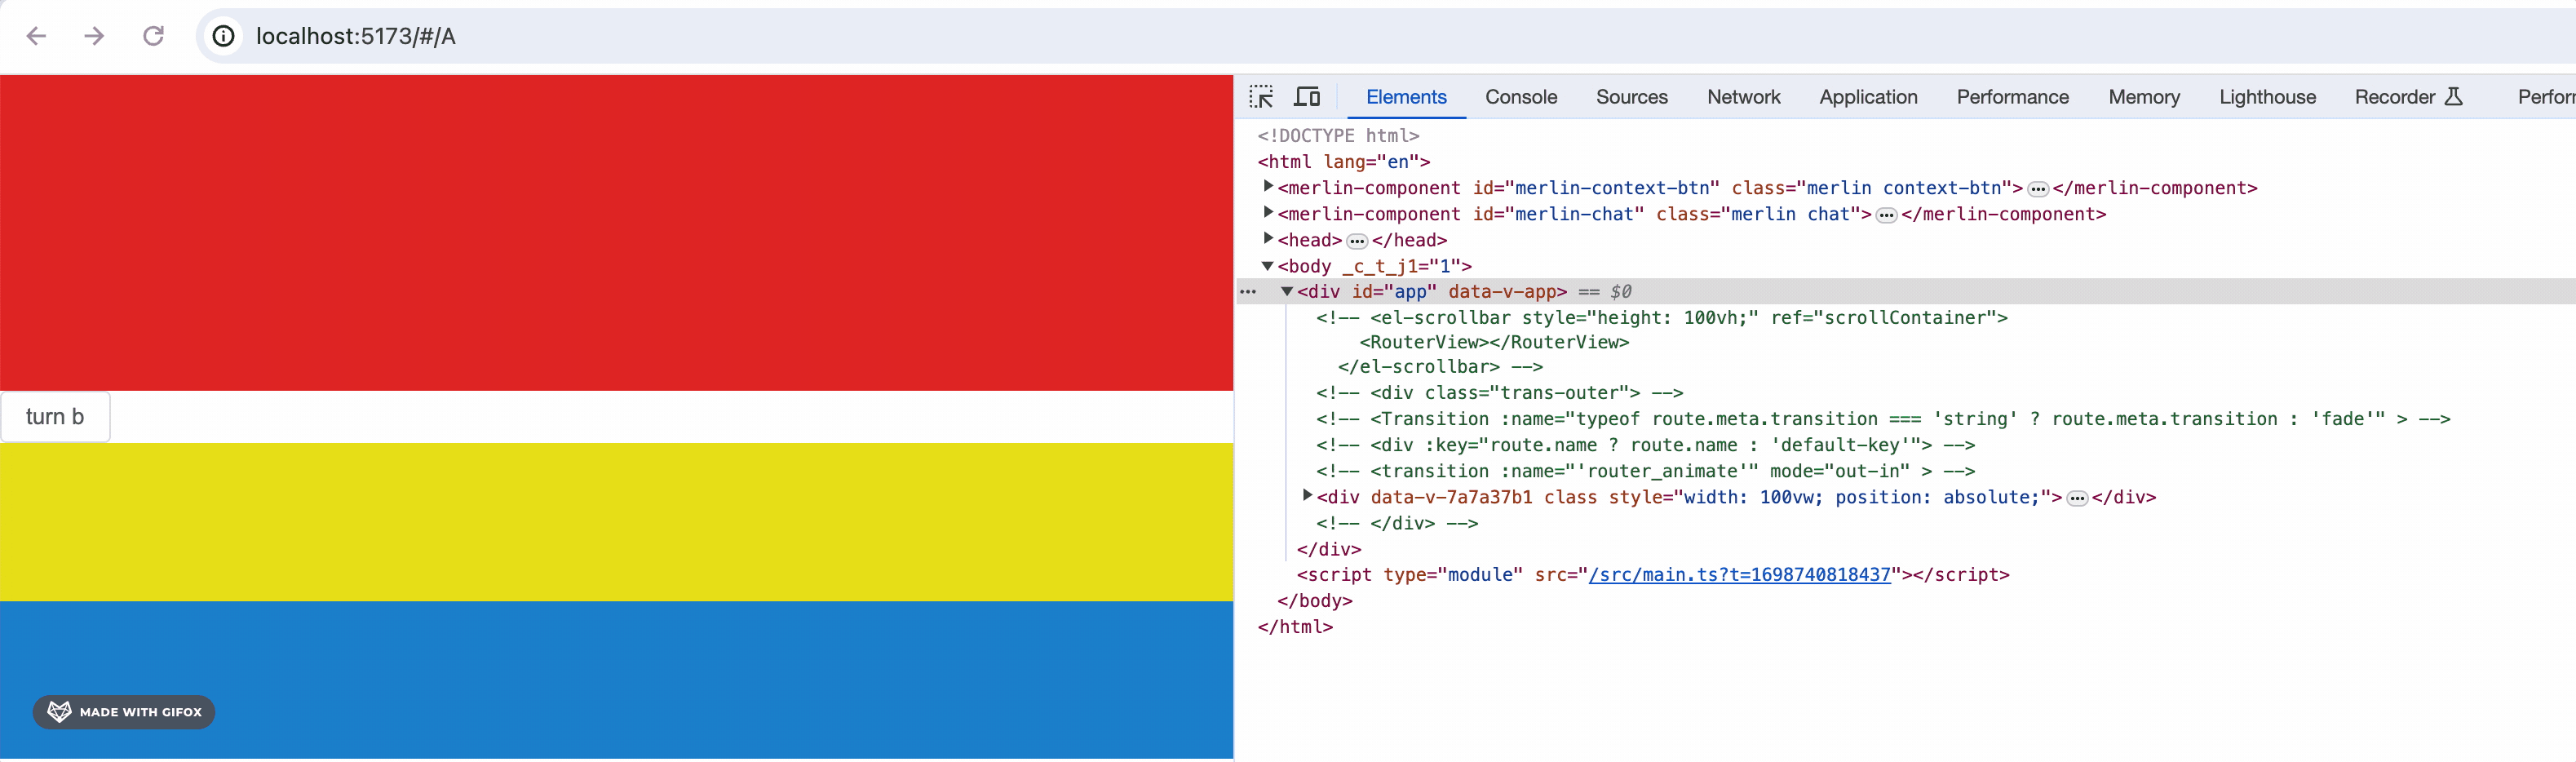 localhost:5173/#/A
Elements Console Sources Network Application Performance Memory Lighthouse Recorder Perforr
<!DOCTYPE html>
<html lang="en">
<merlin-component id="merlin-context-btn" class="merlin context-btn">…</merlin-component>
<merlin-component id="merlin-chat" class="merlin chat">…</merlin-component>
<head>…</head>
<body _c_t_j1="1">
… <div id="app" data-v-app> == $0
<!-- <el-scrollbar style="height: 100vh;" ref="scrollContainer">
<RouterView></RouterView>
</el-scrollbar> -->
<!-- <div class="trans-outer"> -->
<!-- <Transition :name="typeof route.meta.transition === 'string' ? route.meta.transition : 'fade'" > -->
<!-- <div :key="route.name ? route.name : 'default-key'"> -->
<!-- <transition :name="'router_animate'" mode="out-in" > -->
<div data-v-7a7a37b1 class style="width: 100vw; position: absolute;">…</div>
<!-- </div> -->
</div>
<script type="module" src="/src/main.ts?t=1698740818437"></script>
</body>
</html>
turn b
MADE WITH GIFOX